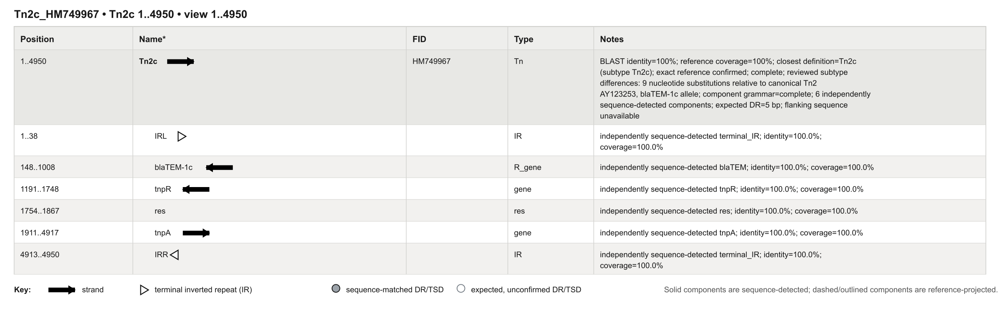 Tn2c_HM749967 • Tn2c 1..4950 • view 1..4950
Position Name* FID Type Notes
1..4950 Tn2c HM749967 Tn BLAST identity=100%; reference coverage=100%; closest definition=Tn2c
(subtype Tn2c); exact reference confirmed; complete; reviewed subtype
differences: 9 nucleotide substitutions relative to canonical Tn2
AY123253, blaTEM-1c allele; component grammar=complete; 6 independently
sequence-detected components; expected DR=5 bp; flanking sequence
unavailable
1..38 IRL IR independently sequence-detected terminal_IR; identity=100.0%;
coverage=100.0%
148..1008 blaTEM-1c R_gene independently sequence-detected blaTEM; identity=100.0%; coverage=100.0%
1191..1748 tnpR gene independently sequence-detected tnpR; identity=100.0%; coverage=100.0%
1754..1867 res res independently sequence-detected res; identity=100.0%; coverage=100.0%
1911..4917 tnpA gene independently sequence-detected tnpA; identity=100.0%; coverage=100.0%
4913..4950 IRR IR independently sequence-detected terminal_IR; identity=100.0%;
coverage=100.0%
Key: strand terminal inverted repeat (IR) sequence-matched DR/TSD expected, unconfirmed DR/TSD Solid components are sequence-detected; dashed/outlined components are reference-projected.